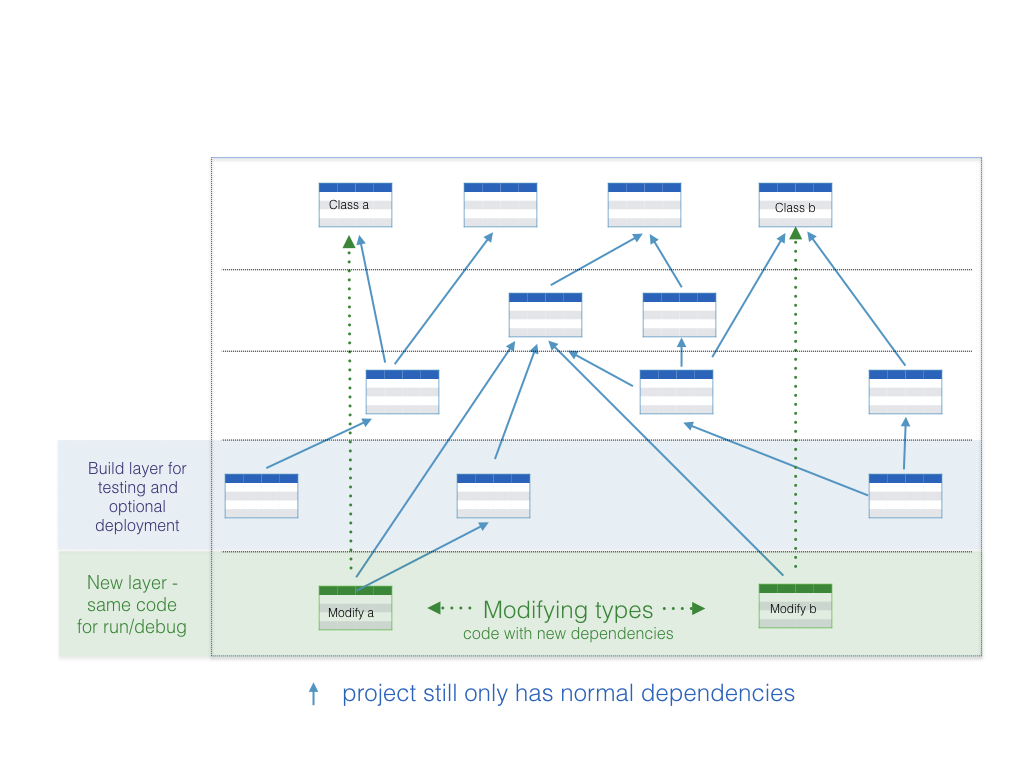 Class a
Class b
Build layer for
testing and
optional
deployment
New layer -
same code
for run/debug
Modify a
Modifying types
code with new dependencies
Modify b
project still only has normal dependencies